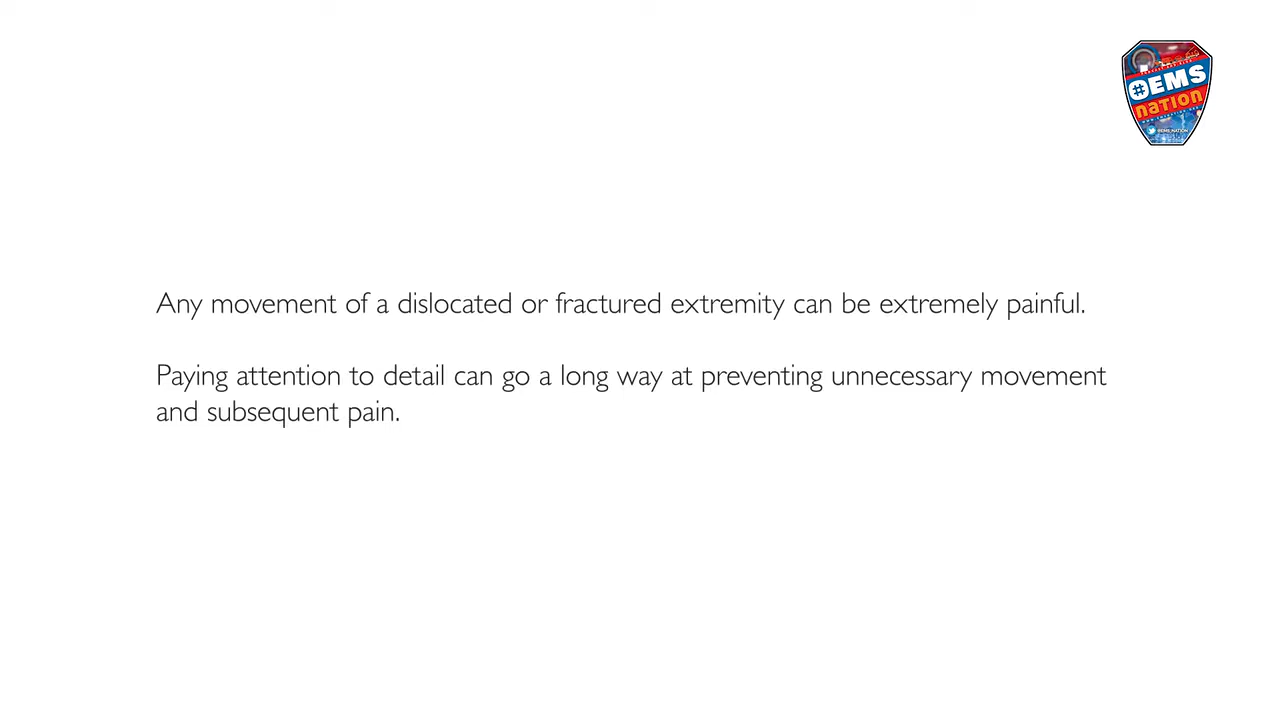 #EMS
nation
@EMS_NATION
Any movement of a dislocated or fractured extremity can be extremely painful.
Paying attention to detail can go a long way at preventing unnecessary movement
and subsequent pain.